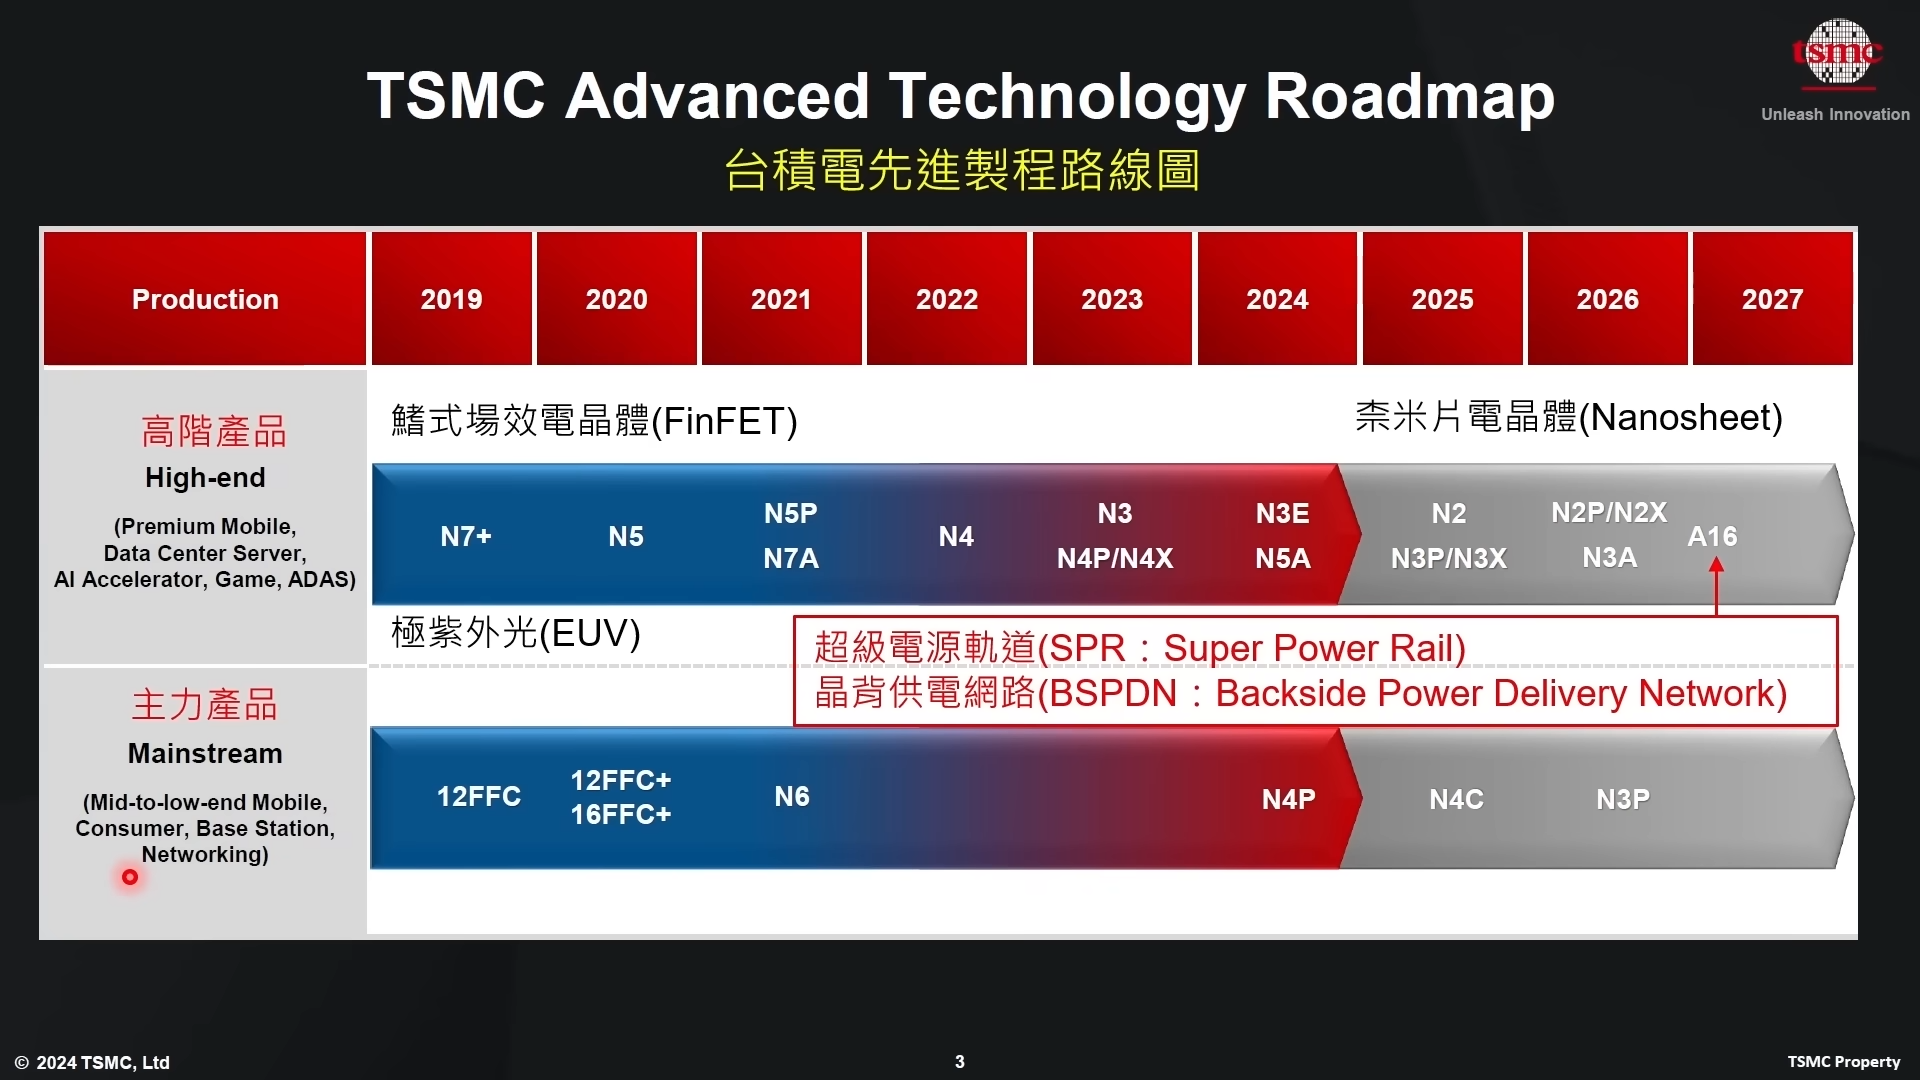 tsmc
Unleash Innovation
TSMC Advanced Technology Roadmap
台積電先進製程路線圖
Production 2019 2020 2021 2022 2023 2024 2025 2026 2027
高階產品
High-end
(Premium Mobile,
Data Center Server,
AI Accelerator, Game, ADAS)
鰭式場效電晶體(FinFET)
柰米片電晶體(Nanosheet)
N7+
N5
N5P
N7A
N4
N3
N4P/N4X
N3E
N5A
N2
N3P/N3X
N2P/N2X
N3A
A16
極紫外光(EUV)
超級電源軌道(SPR：Super Power Rail)
晶背供電網路(BSPDN：Backside Power Delivery Network)
主力產品
Mainstream
(Mid-to-low-end Mobile,
Consumer, Base Station,
Networking)
12FFC
12FFC+
16FFC+
N6
N4P
N4C
N3P
© 2024 TSMC, Ltd
3
TSMC Property